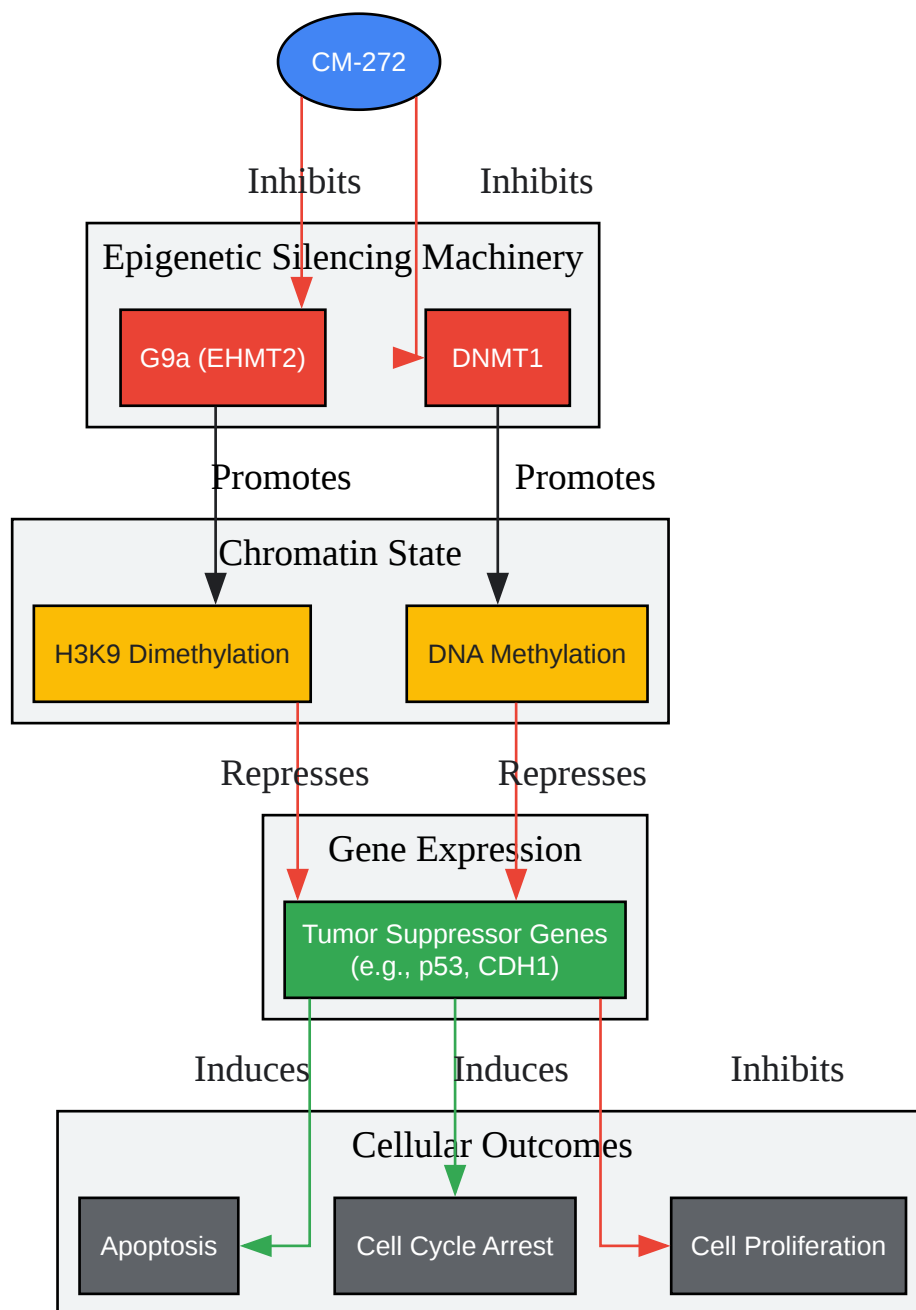 CM-272
Inhibits
Inhibits
Epigenetic Silencing Machinery
G9a (EHMT2)
DNMT1
Promotes
Promotes
Chromatin State
H3K9 Dimethylation
DNA Methylation
Represses
Represses
Gene Expression
Tumor Suppressor Genes
(e.g., p53, CDH1)
Induces
Induces
Inhibits
Cellular Outcomes
Apoptosis
Cell Cycle Arrest
Cell Proliferation